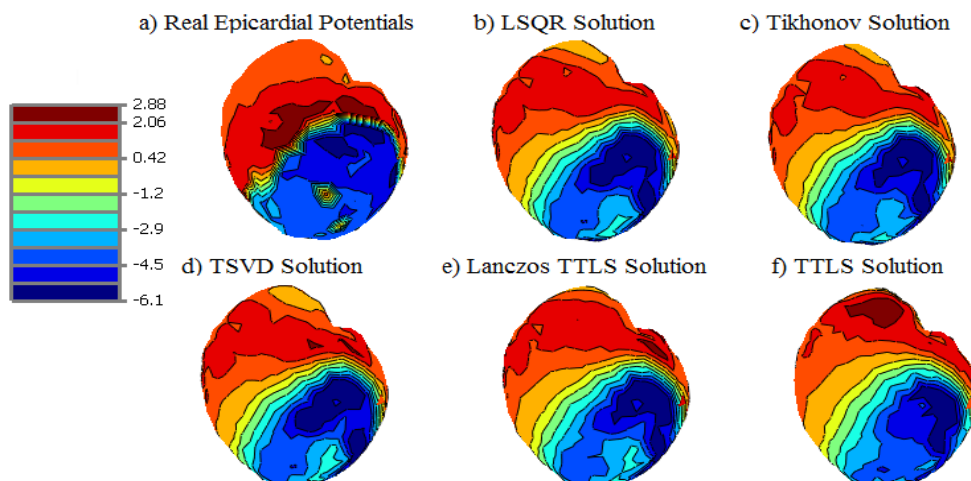 a) Real Epicardial Potentials
b) LSQR Solution
c) Tikhonov Solution
2.88
2.06
0.42
-1.2
-2.9
-4.5
-6.1
d) TSVD Solution
e) Lanczos TTLS Solution
f) TTLS Solution